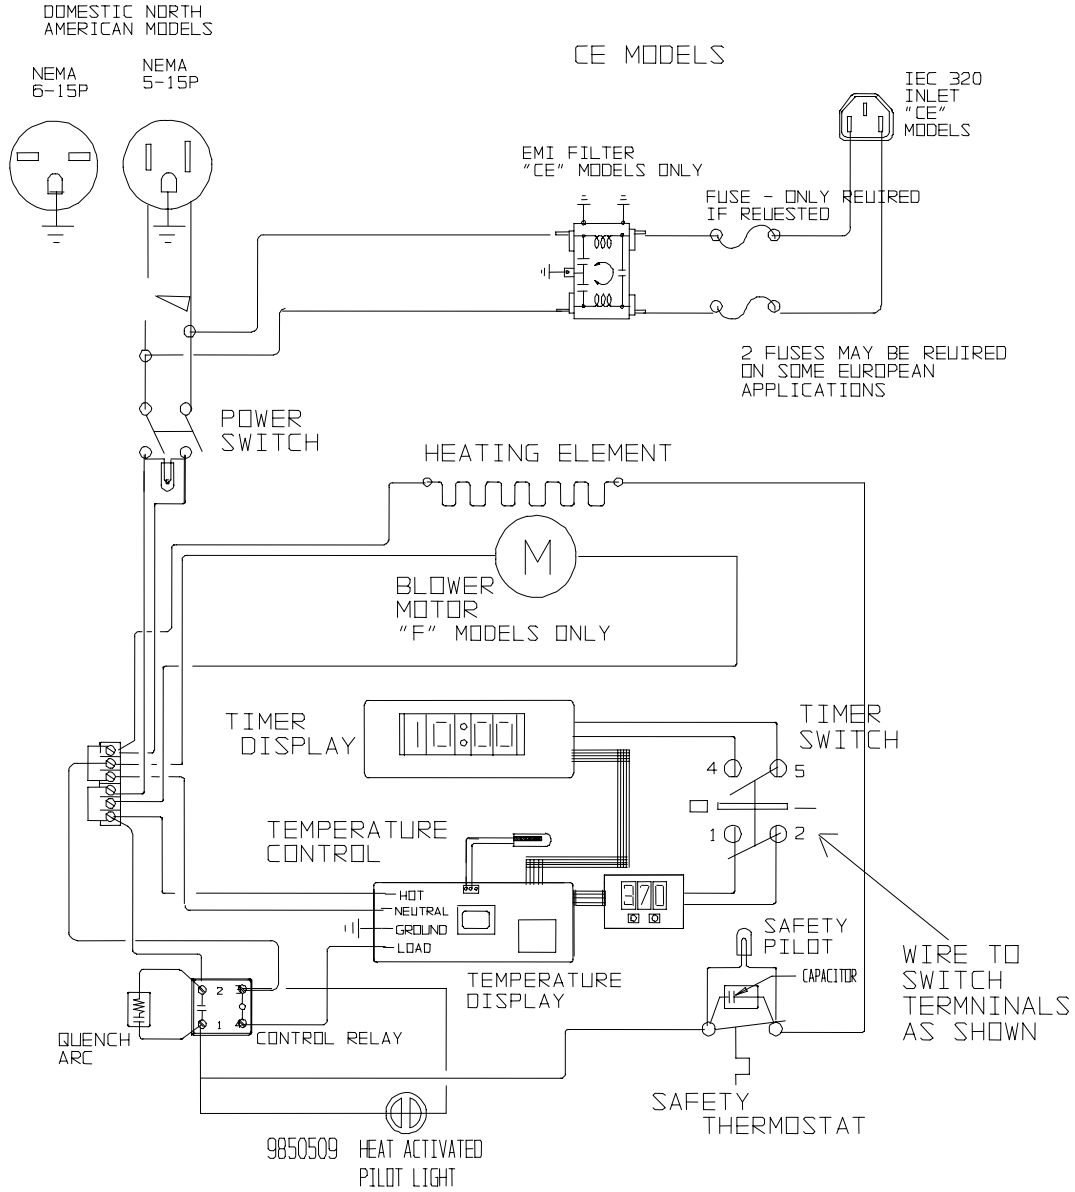 DOMESTIC NORTH
AMERICAN MODELS
NEMA
6-15P
NEMA
5-15P
CE MODELS
IEC 320
INLET
"CE"
MODELS
EMI FILTER
"CE" MODELS ONLY
FUSE - ONLY REUIRED
IF REUESTED
2 FUSES MAY BE REUIRED
ON SOME EUROPEAN
APPLICATIONS
POWER
SWITCH
HEATING ELEMENT
M
BLOWER
MOTOR
"F" MODELS ONLY
TIMER
DISPLAY
10:00
TIMER
SWITCH
4
5
1
2
TEMPERATURE
CONTROL
HOT
NEUTRAL
GROUND
LOAD
370
TEMPERATURE
DISPLAY
SAFETY
PILOT
CAPACITOR
WIRE TO
SWITCH
TERMNINALS
AS SHOWN
2
3
1
4
QUENCH
ARC
CONTROL RELAY
SAFETY
THERMOSTAT
9850509 HEAT ACTIVATED
PILOT LIGHT